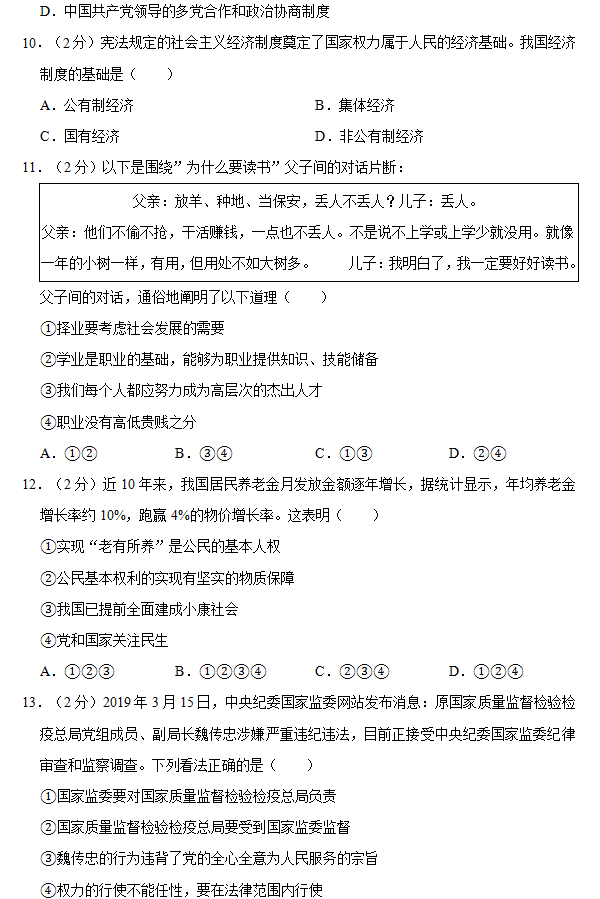 D．中国共产党领导的多党合作和政治协商制度
10．（2 分）宪法规定的社会主义经济制度奠定了国家权力属于人民的经济基础。我国经济
制度的基础是（　　）
A．公有制经济　B．集体经济
C．国有经济　D．非公有制经济
11．（2 分）以下是围绕”为什么要读书”父子间的对话片断：
父亲：放羊、种地、当保安，丢人不丢人？儿子：丢人。
父亲：他们不偷不抢，干活赚钱，一点也不丢人。不是说不上学或上学少就没用。就像
一年的小树一样，有用，但用处不如大树多。　儿子：我明白了，我一定要好好读书。
父子间的对话，通俗地阐明了以下道理（　　）
①择业要考虑社会发展的需要
②学业是职业的基础，能够为职业提供知识、技能储备
③我们每个人都应努力成为高层次的杰出人才
④职业没有高低贵贱之分
A．①②　B．③④　C．①③　D．②④
12．（2 分）近 10 年来，我国居民养老金月发放金额逐年增长，据统计显示，年均养老金
增长率约 10%，跑赢 4%的物价增长率。这表明（　　）
①实现“老有所养”是公民的基本人权
②公民基本权利的实现有坚实的物质保障
③我国已提前全面建成小康社会
④党和国家关注民生
A．①②③　B．①②③④　C．②③④　D．①②④
13．（2 分）2019 年 3 月 15 日，中央纪委国家监委网站发布消息：原国家质量监督检验检
疫总局党组成员、副局长魏传忠涉嫌严重违纪违法，目前正接受中央纪委国家监委纪律
审查和监察调查。下列看法正确的是（　　）
①国家监委要对国家质量监督检验检疫总局负责
②国家质量监督检验检疫总局要受到国家监委监督
③魏传忠的行为违背了党的全心全意为人民服务的宗旨
④权力的行使不能任性，要在法律范围内行使